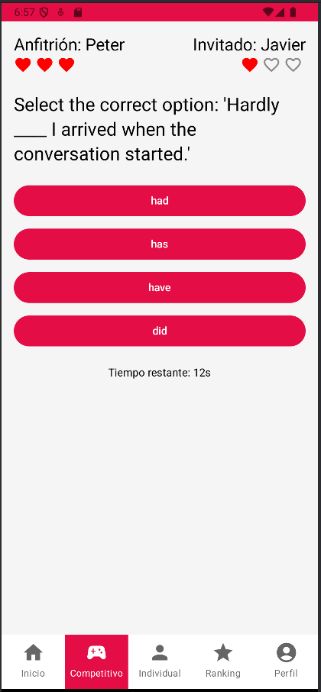 6:57
Anfitrión: Peter
Invitado: Javier
Select the correct option: 'Hardly
____ I arrived when the
conversation started.'
had
has
have
did
Tiempo restante: 12s
Inicio
Competitivo
Individual
Ranking
Perfil